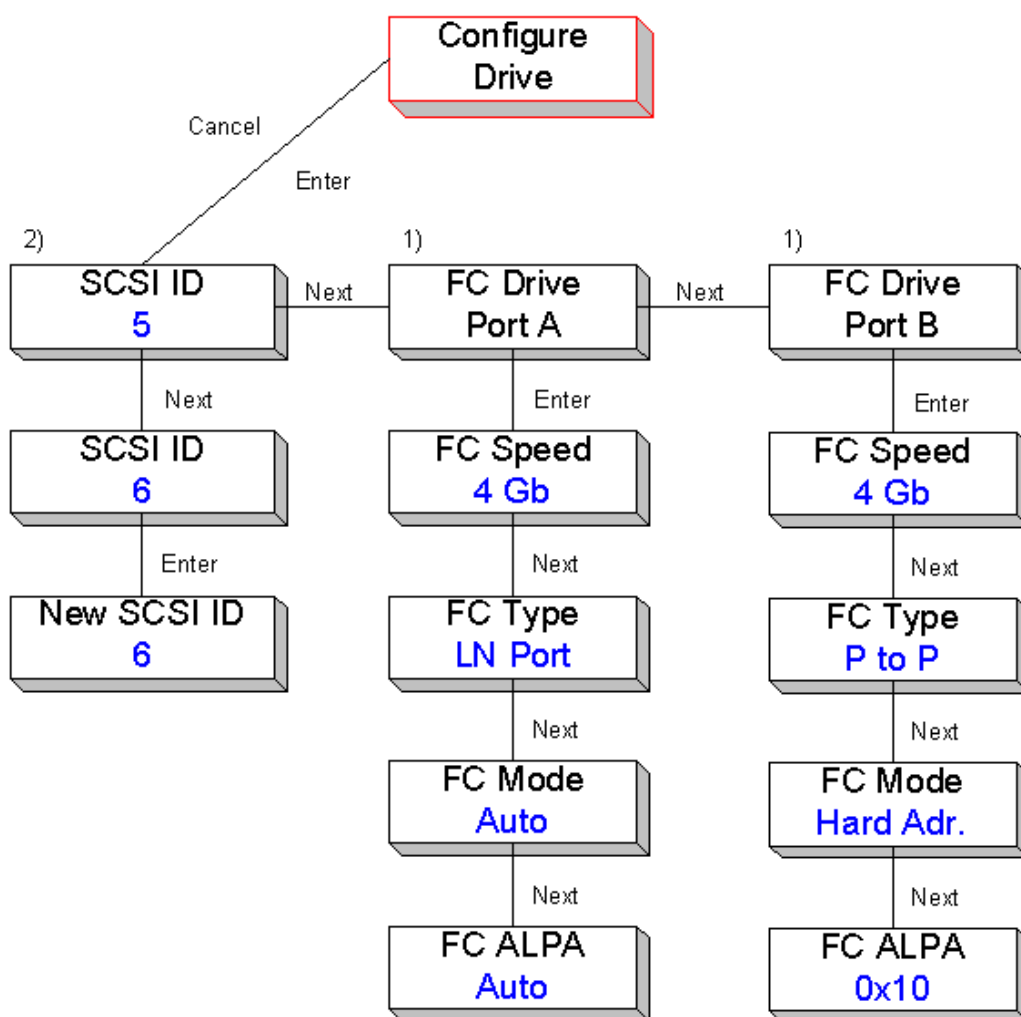 Configure
Drive
Cancel
Enter
2)
1)
1)
SCSI ID
5
Next
FC Drive
Port A
Next
FC Drive
Port B
Next
Enter
Enter
SCSI ID
6
FC Speed
4 Gb
FC Speed
4 Gb
Enter
Next
Next
New SCSI ID
6
FC Type
LN Port
FC Type
P to P
Next
Next
FC Mode
Auto
FC Mode
Hard Adr.
Next
Next
FC ALPA
Auto
FC ALPA
0x10